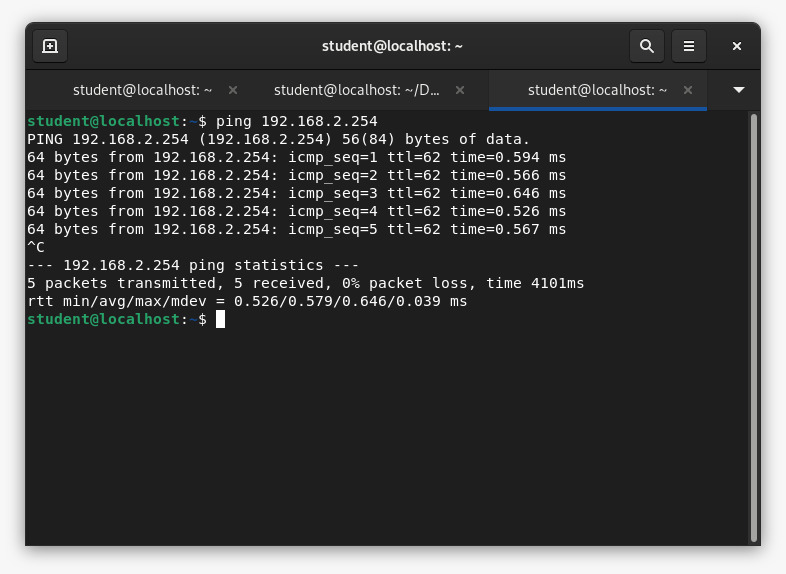 student@localhost: ~
student@localhost: ~ student@localhost: ~/D... student@localhost: ~
student@localhost:~$ ping 192.168.2.254
PING 192.168.2.254 (192.168.2.254) 56(84) bytes of data.
64 bytes from 192.168.2.254: icmp_seq=1 ttl=62 time=0.594 ms
64 bytes from 192.168.2.254: icmp_seq=2 ttl=62 time=0.566 ms
64 bytes from 192.168.2.254: icmp_seq=3 ttl=62 time=0.646 ms
64 bytes from 192.168.2.254: icmp_seq=4 ttl=62 time=0.526 ms
64 bytes from 192.168.2.254: icmp_seq=5 ttl=62 time=0.567 ms
^C
--- 192.168.2.254 ping statistics ---
5 packets transmitted, 5 received, 0% packet loss, time 4101ms
rtt min/avg/max/mdev = 0.526/0.579/0.646/0.039 ms
student@localhost:~$